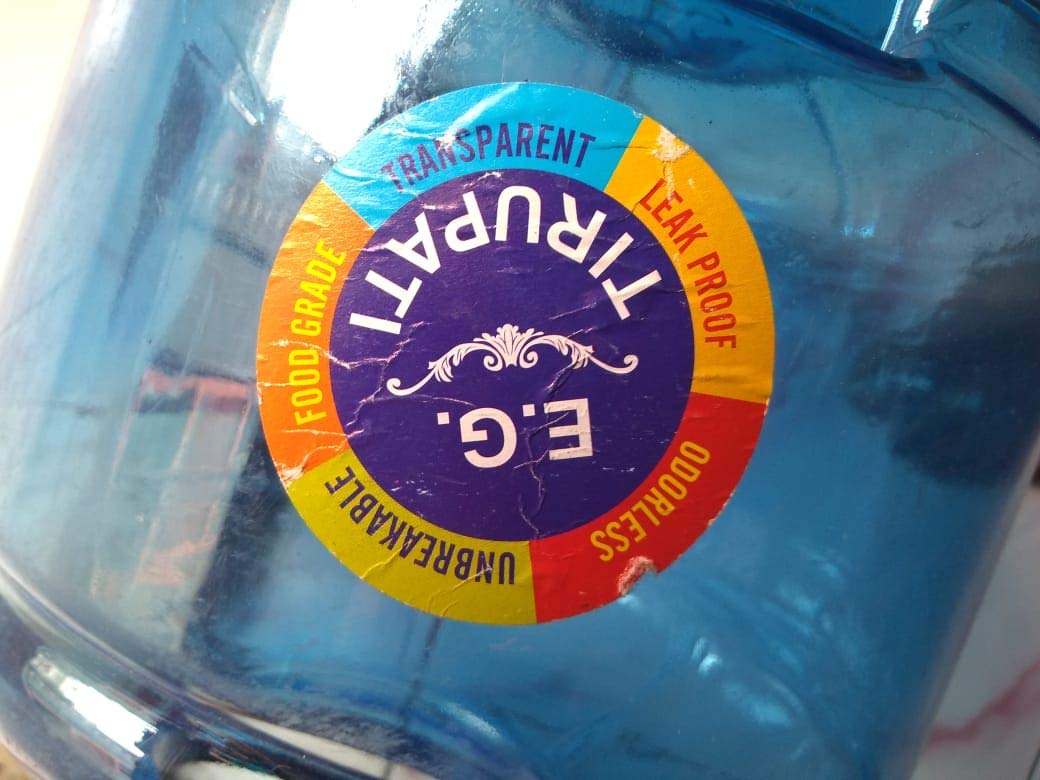 E.G.
TIRUPATI
TRANSPARENT
LEAK PROOF
ODORLESS
UNBREAKABLE
FOOD GRADE